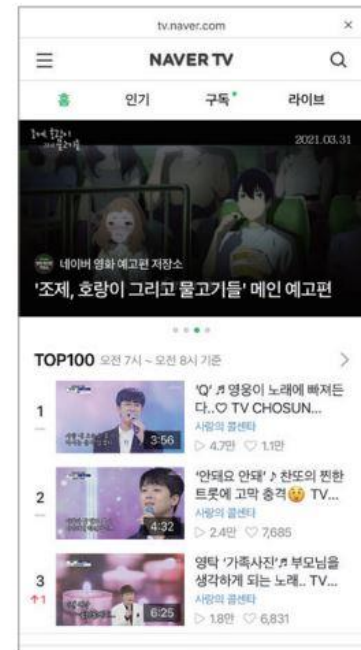 tv.naver.com
NAVER TV
홈 인기 구독 라이브
2021.03.31
네이버 영화 예고편 저장소
'조제, 호랑이 그리고 물고기들' 메인 예고편
TOP100 오전 7시 ~ 오전 8시 기준
1
3:56
'Q' ♬영웅이 노래에 빠져든
다..♡ TV CHOSUN...
사랑의 콜센타
▷ 4.7만 ♡ 1.1만
2
4:32
'안돼요 안돼' ♪ 찬또의 찐한
트롯에 고막 충격😲 TV...
사랑의 콜센타
▷ 2.4만 ♡ 7,685
3
↑1
6:25
영탁 '가족사진'♬ 부모님을
생각하게 되는 노래.. TV...
사랑의 콜센타
▷ 1.8만 ♡ 6,831